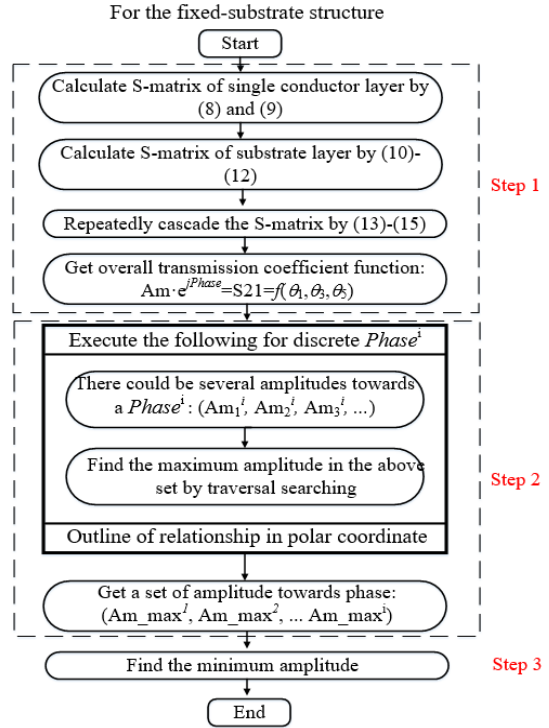 For the fixed-substrate structure
Start
Calculate S-matrix of single conductor layer by
(8) and (9)
Calculate S-matrix of substrate layer by (10)-
(12)
Step 1
Repeatedly cascade the S-matrix by (13)-(15)
Get overall transmission coefficient function:
Am·e^{jPhase}=S21=f(θ₁,θ₃,θ₅)
Execute the following for discrete Phase^i
There could be several amplitudes towards
a Phase^i: (Am₁^i, Am₂^i, Am₃^i, ...)
Find the maximum amplitude in the above
set by traversal searching
Step 2
Outline of relationship in polar coordinate
Get a set of amplitude towards phase:
(Am_max^1, Am_max^2, ... Am_max^i)
Find the minimum amplitude
Step 3
End